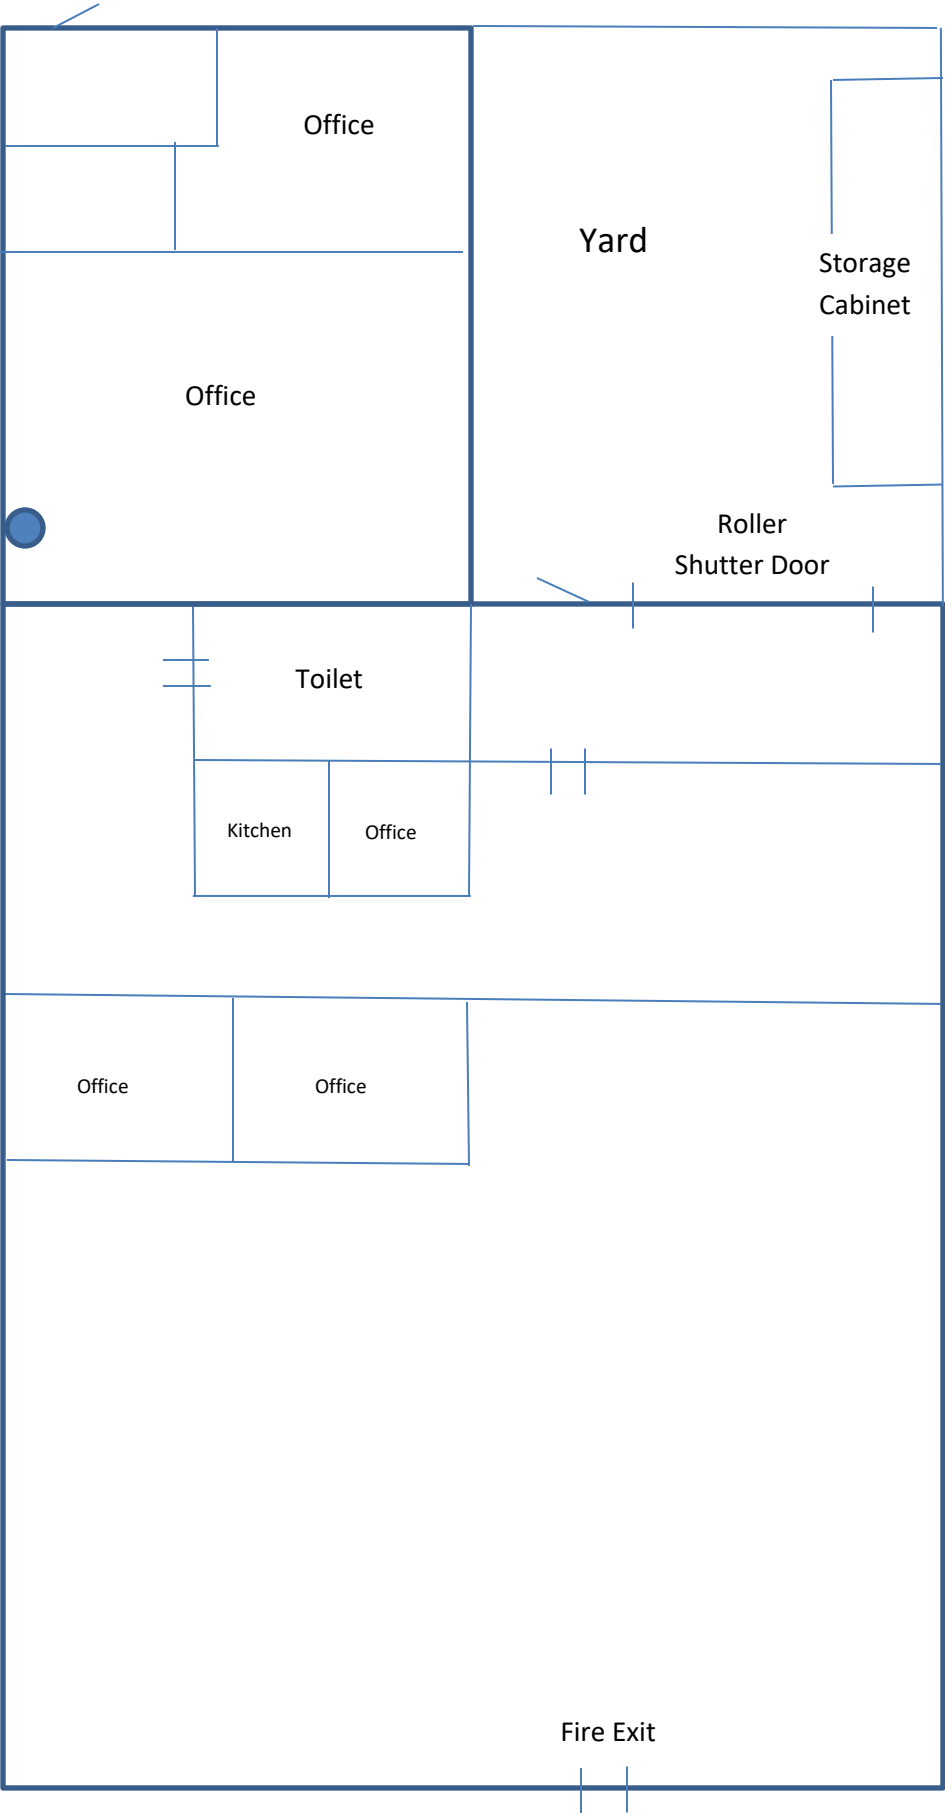 Office
Yard
Storage
Cabinet
Office
Roller
Shutter Door
Toilet
Kitchen
Office
Office
Office
Fire Exit